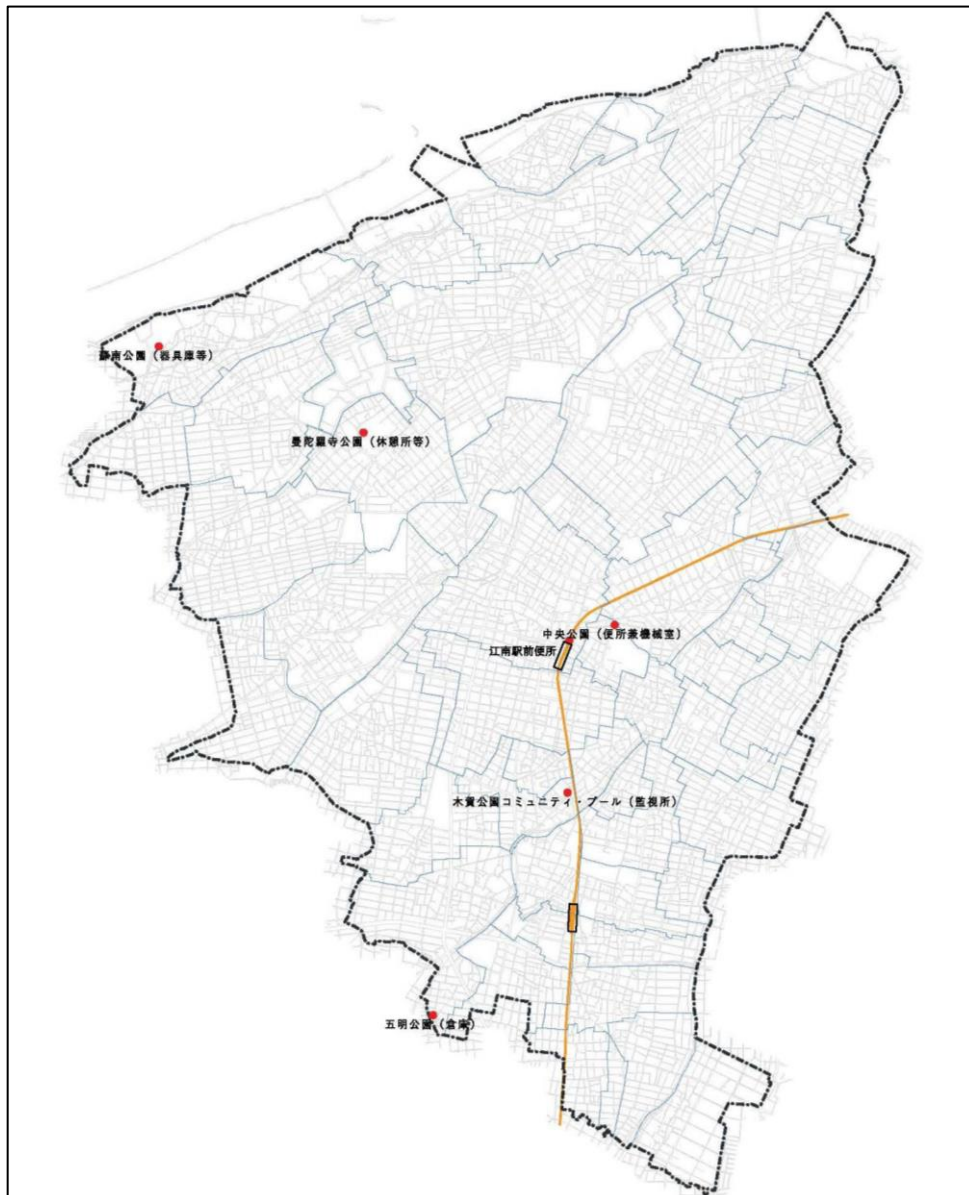 蘇南公園（器具庫等）
曼陀羅寺公園（休憩所等）
中央公園（便所兼機械室）
江南駅前便所
木賀公園コミュニティ・プール（監視所）
五明公園（倉庫）